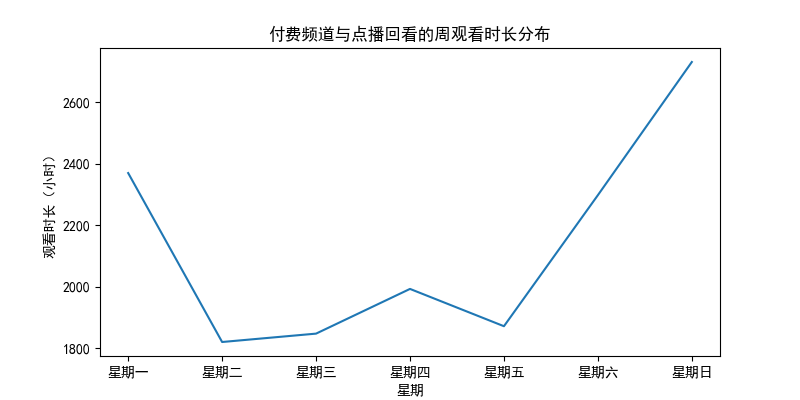 付费频道与点播回看的周观看时长分布
观看时长（小时）
2600
2400
2200
2000
1800
星期一 星期二 星期三 星期四 星期五 星期六 星期日
星期